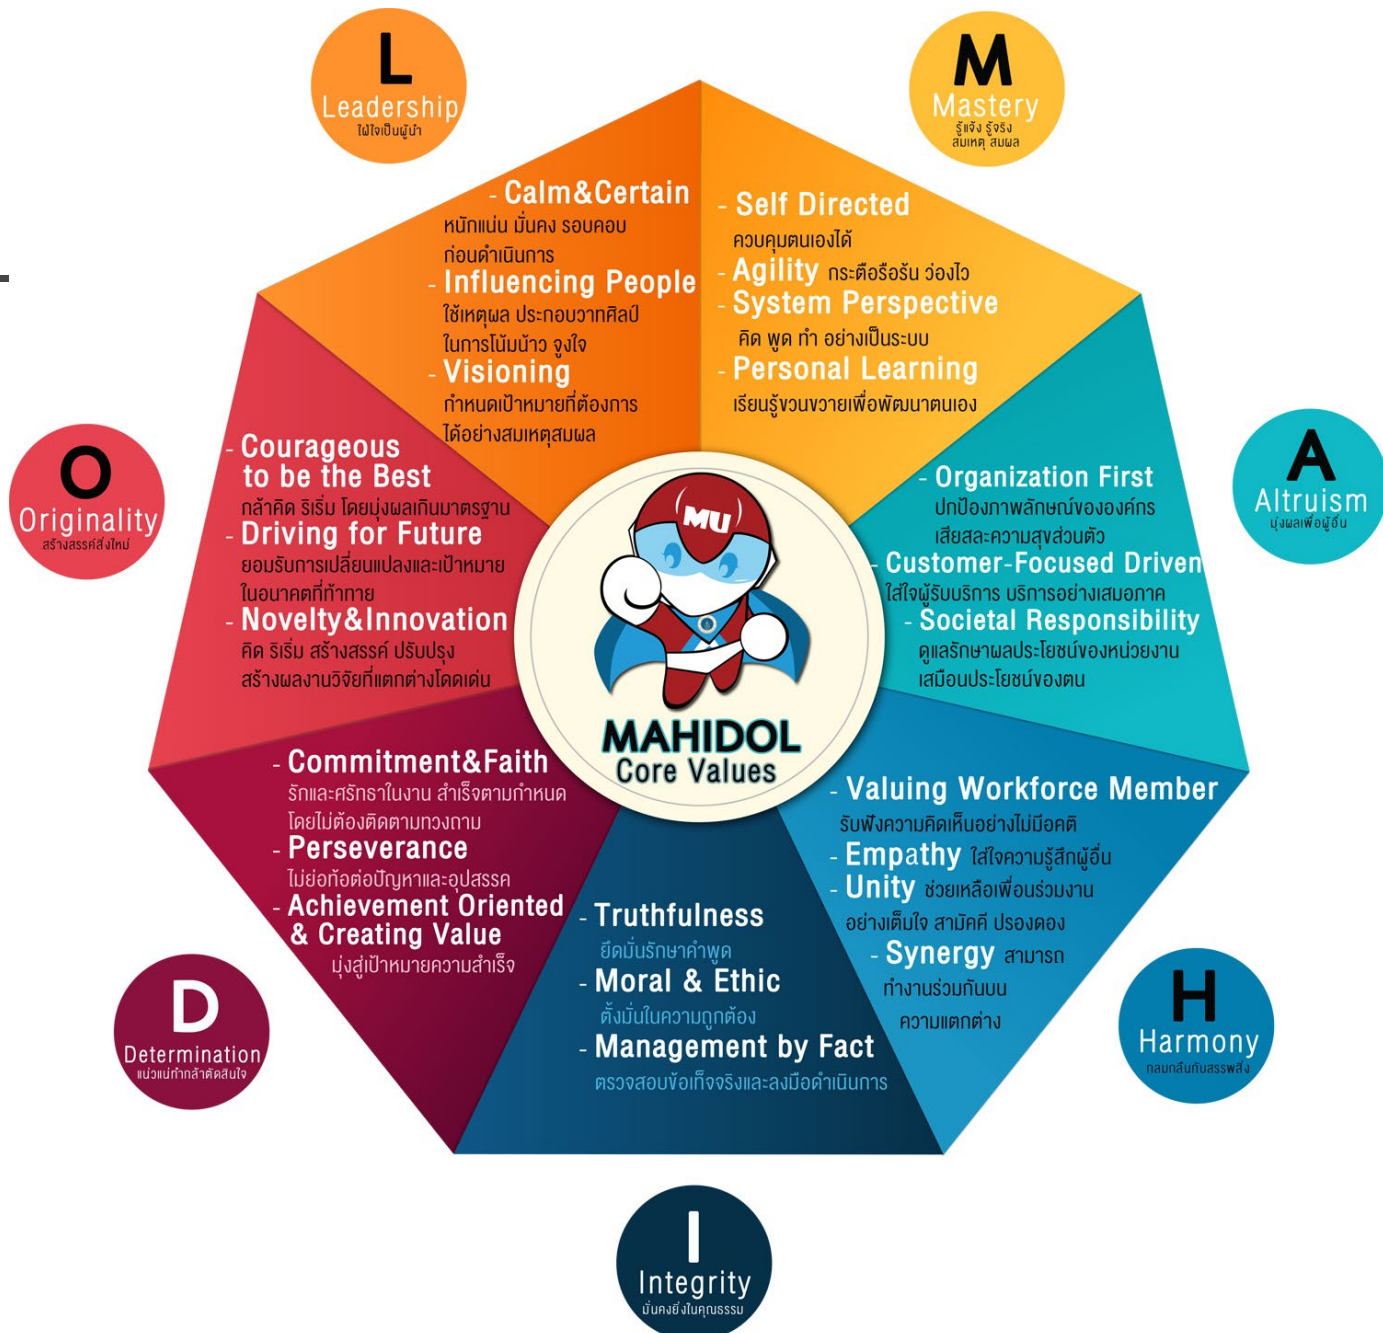 M
Mastery
รู้แจ้ง รู้จริง
สมเหตุ สมผล
- Self Directed
ควบคุมตนเองได้
- Agility กระตือรือร้น ว่องไว
- System Perspective
คิด พูด ทำ อย่างเป็นระบบ
- Personal Learning
เรียนรู้ขวนขวายเพื่อพัฒนาตนเอง
A
Altruism
มุ่งผลเพื่อผู้อื่น
- Organization First
ปกป้องภาพลักษณ์ขององค์กร
เสียสละความสุขส่วนตัว
- Customer-Focused Driven
ใส่ใจผู้รับบริการ บริการอย่างเสมอภาค
- Societal Responsibility
ดูแลรักษาผลประโยชน์ของหน่วยงาน
เสมือนประโยชน์ของตน
H
Harmony
กลมกลืนกับสรรพสิ่ง
- Valuing Workforce Member
รับฟังความคิดเห็นอย่างไม่มีอคติ
- Empathy ใส่ใจความรู้สึกผู้อื่น
- Unity ช่วยเหลือเพื่อนร่วมงาน
อย่างเต็มใจ สามัคคี ปรองดอง
- Synergy สามารถ
ทำงานร่วมกันบน
ความแตกต่าง
I
Integrity
มั่นคงยิ่งในคุณธรรม
- Truthfulness
ยึดมั่นรักษาคำพูด
- Moral & Ethic
ตั้งมั่นในความถูกต้อง
- Management by Fact
ตรวจสอบข้อเท็จจริงและลงมือดำเนินการ
D
Determination
แน่วแน่ทำกล้าตัดสินใจ
- Commitment&Faith
รักและศรัทธาในงาน สำเร็จตามกำหนด
โดยไม่ต้องติดตามทวงถาม
- Perseverance
ไม่ย่อท้อต่อปัญหาและอุปสรรค
- Achievement Oriented
& Creating Value
มุ่งสู่เป้าหมายความสำเร็จ
O
Originality
สร้างสรรค์สิ่งใหม่
- Courageous
to be the Best
กล้าคิด ริเริ่ม โดยมุ่งผลเกินมาตรฐาน
- Driving for Future
ยอมรับการเปลี่ยนแปลงและเป้าหมาย
ในอนาคตที่ท้าทาย
- Novelty&Innovation
คิด ริเริ่ม สร้างสรรค์ ปรับปรุง
สร้างผลงานวิจัยที่แตกต่างโดดเด่น
L
Leadership
ใฝ่ใจเป็นผู้นำ
- Calm&Certain
หนักแน่น มั่นคง รอบคอบ
ก่อนดำเนินการ
- Influencing People
ใช้เหตุผล ประกอบวาทศิลป์
ในการโน้มน้าว จูงใจ
- Visioning
กำหนดเป้าหมายที่ต้องการ
ได้อย่างสมเหตุสมผล
MU
MAHIDOL
Core Values